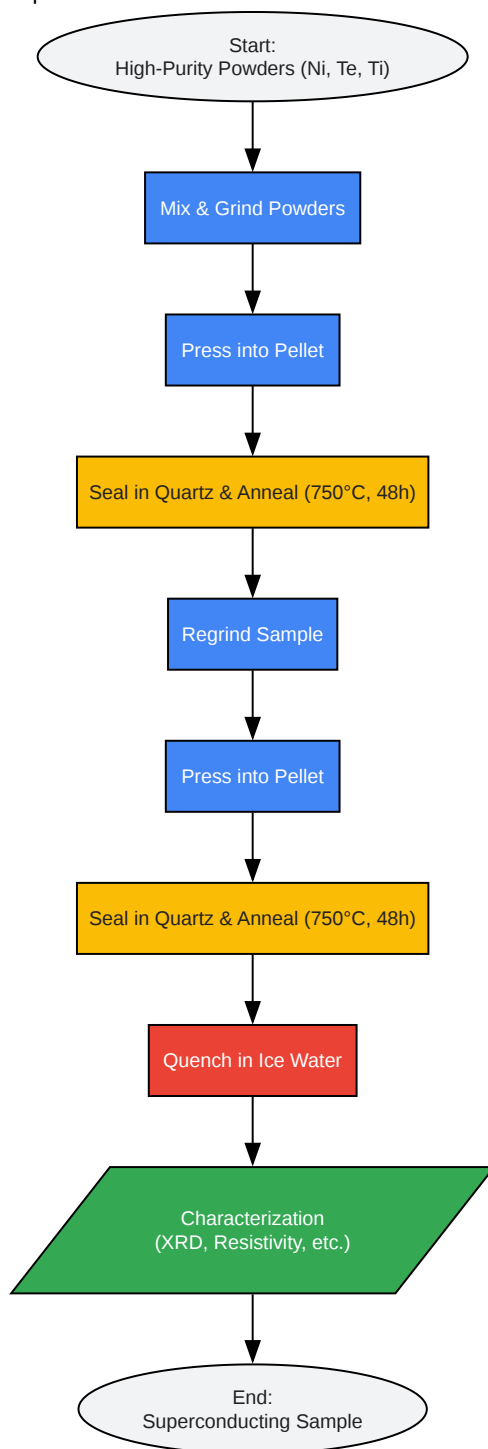 Start:
High-Purity Powders (Ni, Te, Ti)
Mix & Grind Powders
Press into Pellet
Seal in Quartz & Anneal (750°C, 48h)
Regrind Sample
Press into Pellet
Seal in Quartz & Anneal (750°C, 48h)
Quench in Ice Water
Characterization
(XRD, Resistivity, etc.)
End:
Superconducting Sample